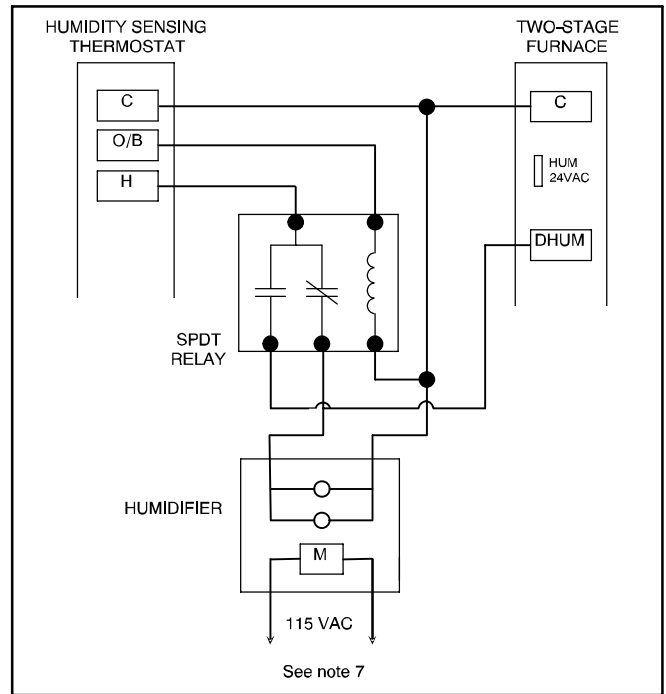 HUMIDITY SENSING
THERMOSTAT
TWO-STAGE
FURNACE
C
O/B
H
C
HUM
24VAC
DHUM
SPDT
RELAY
HUMIDIFIER
M
115 VAC
See note 7